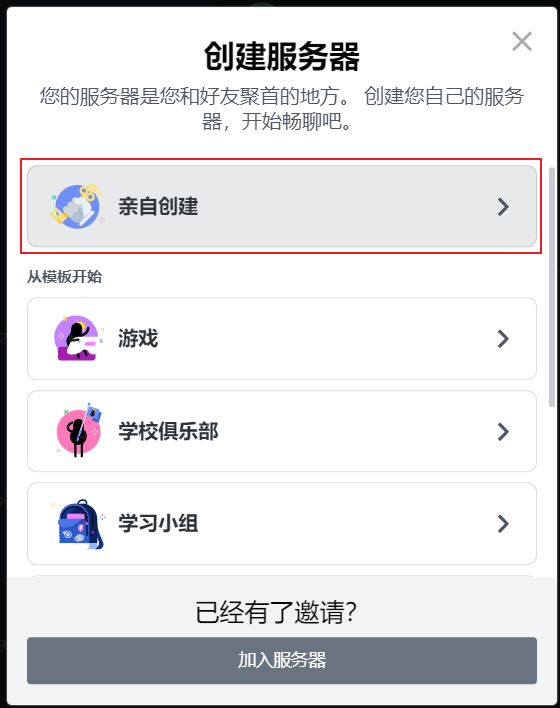 创建服务器
您的服务器是您和好友聚首的地方。 创建您自己的服务
器，开始畅聊吧。
亲自创建
从模板开始
游戏
学校俱乐部
学习小组
已经有了邀请？
加入服务器